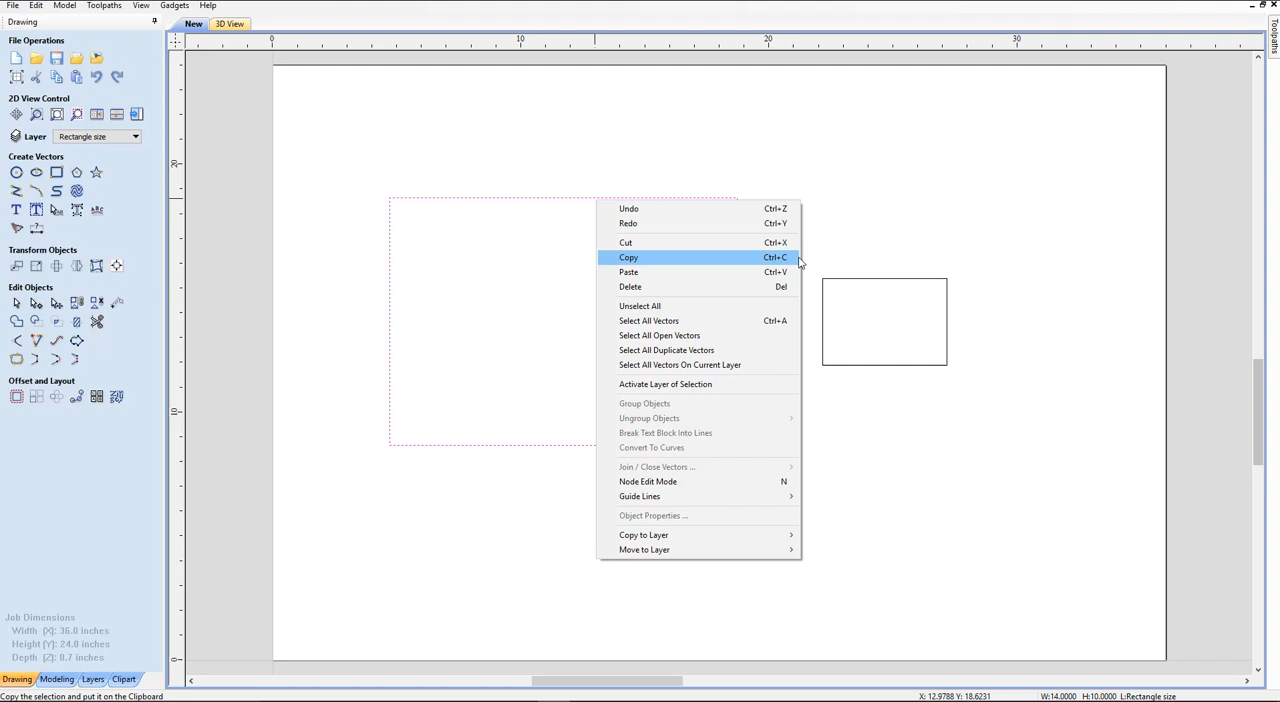 File Edit Model Toolpaths View Gadgets Help
Drawing
New 3D View
Toolpaths
File Operations
0 10 20 30
2D View Control
Layer Rectangle size
Create Vectors
20
Transform Objects
Edit Objects
Offset and Layout
10
0
Undo Ctrl+Z
Redo Ctrl+Y
Cut Ctrl+X
Copy Ctrl+C
Paste Ctrl+V
Delete Del
Unselect All
Select All Vectors Ctrl+A
Select All Open Vectors
Select All Duplicate Vectors
Select All Vectors On Current Layer
Activate Layer of Selection
Group Objects
Ungroup Objects
Break Text Block Into Lines
Convert To Curves
Join / Close Vectors ...
Node Edit Mode N
Guide Lines
Object Properties ...
Copy to Layer
Move to Layer
Job Dimensions
Width (X): 36.0 inches
Height (Y): 24.0 inches
Depth (Z): 0.7 inches
Drawing Modeling Layers Clipart
Copy the selection and put it on the Clipboard
X: 12.9788 Y: 18.6231
W:14.0000 H:10.0000 L:Rectangle size